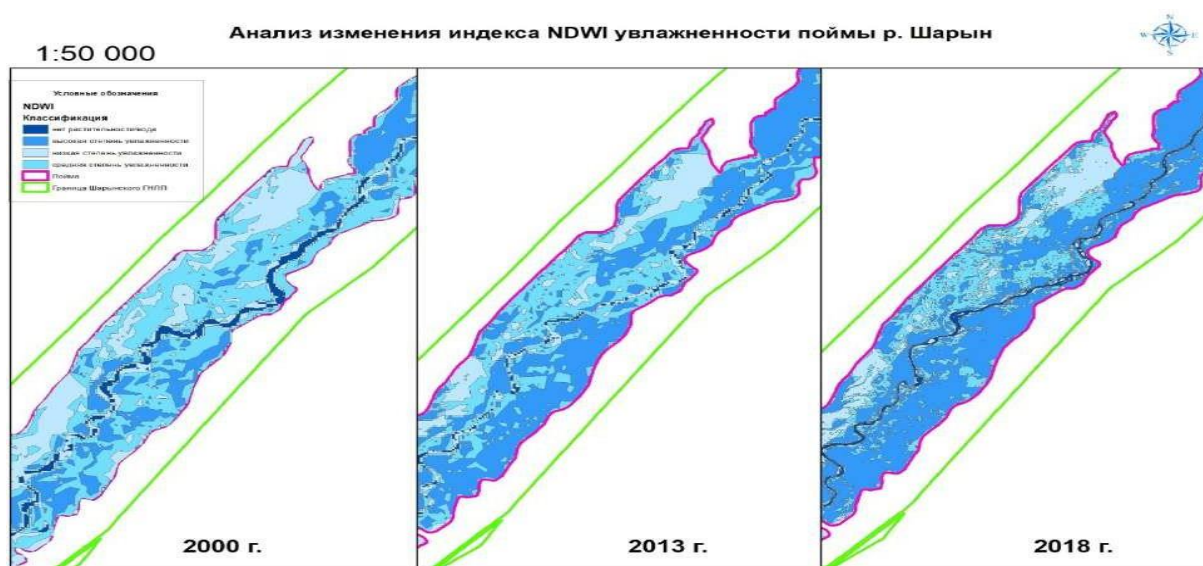 Анализ изменения индекса NDWI увлажненности поймы р. Шарын
N
W E
S
1:50 000
Условные обозначения
NDWI
Классификация
нет растительности/вода
высокая степень увлажненности
низкая степень увлажненности
средняя степень увлажненности
Пойма
Граница Шарынского ГНПП
2000 г.
2013 г.
2018 г.